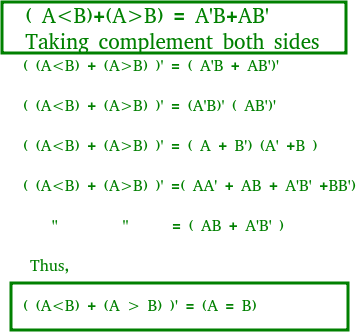 ( A<B)+(A>B) = A'B+AB'
Taking complement both sides
( (A<B) + (A>B) )' = ( A'B + AB')'
( (A<B) + (A>B) )' = (A'B)' ( AB')'
( (A<B) + (A>B) )' = ( A + B') (A' +B )
( (A<B) + (A>B) )' =( AA' + AB + A'B' +BB')
" " = ( AB + A'B' )
Thus,
( (A<B) + (A > B) )' = (A = B)